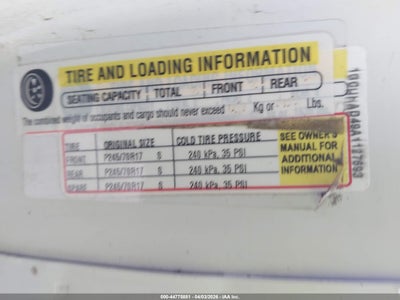 TIRE AND LOADING INFORMATION
SEATING CAPACITY TOTAL FRONT REAR
The combined weight of occupants and cargo should never exceed Kg or Lbs.
TIRE ORIGINAL SIZE COLD TIRE PRESSURE
FRONT P245/70R17 S 240 kPa, 35 PSI
REAR P245/70R17 S 240 kPa, 35 PSI
SPARE P245/70R17 S 240 kPa, 35 PSI
SEE OWNER'S
MANUAL FOR
ADDITIONAL
INFORMATION
000-44778881 - 04/03/2026 - IAA Inc.